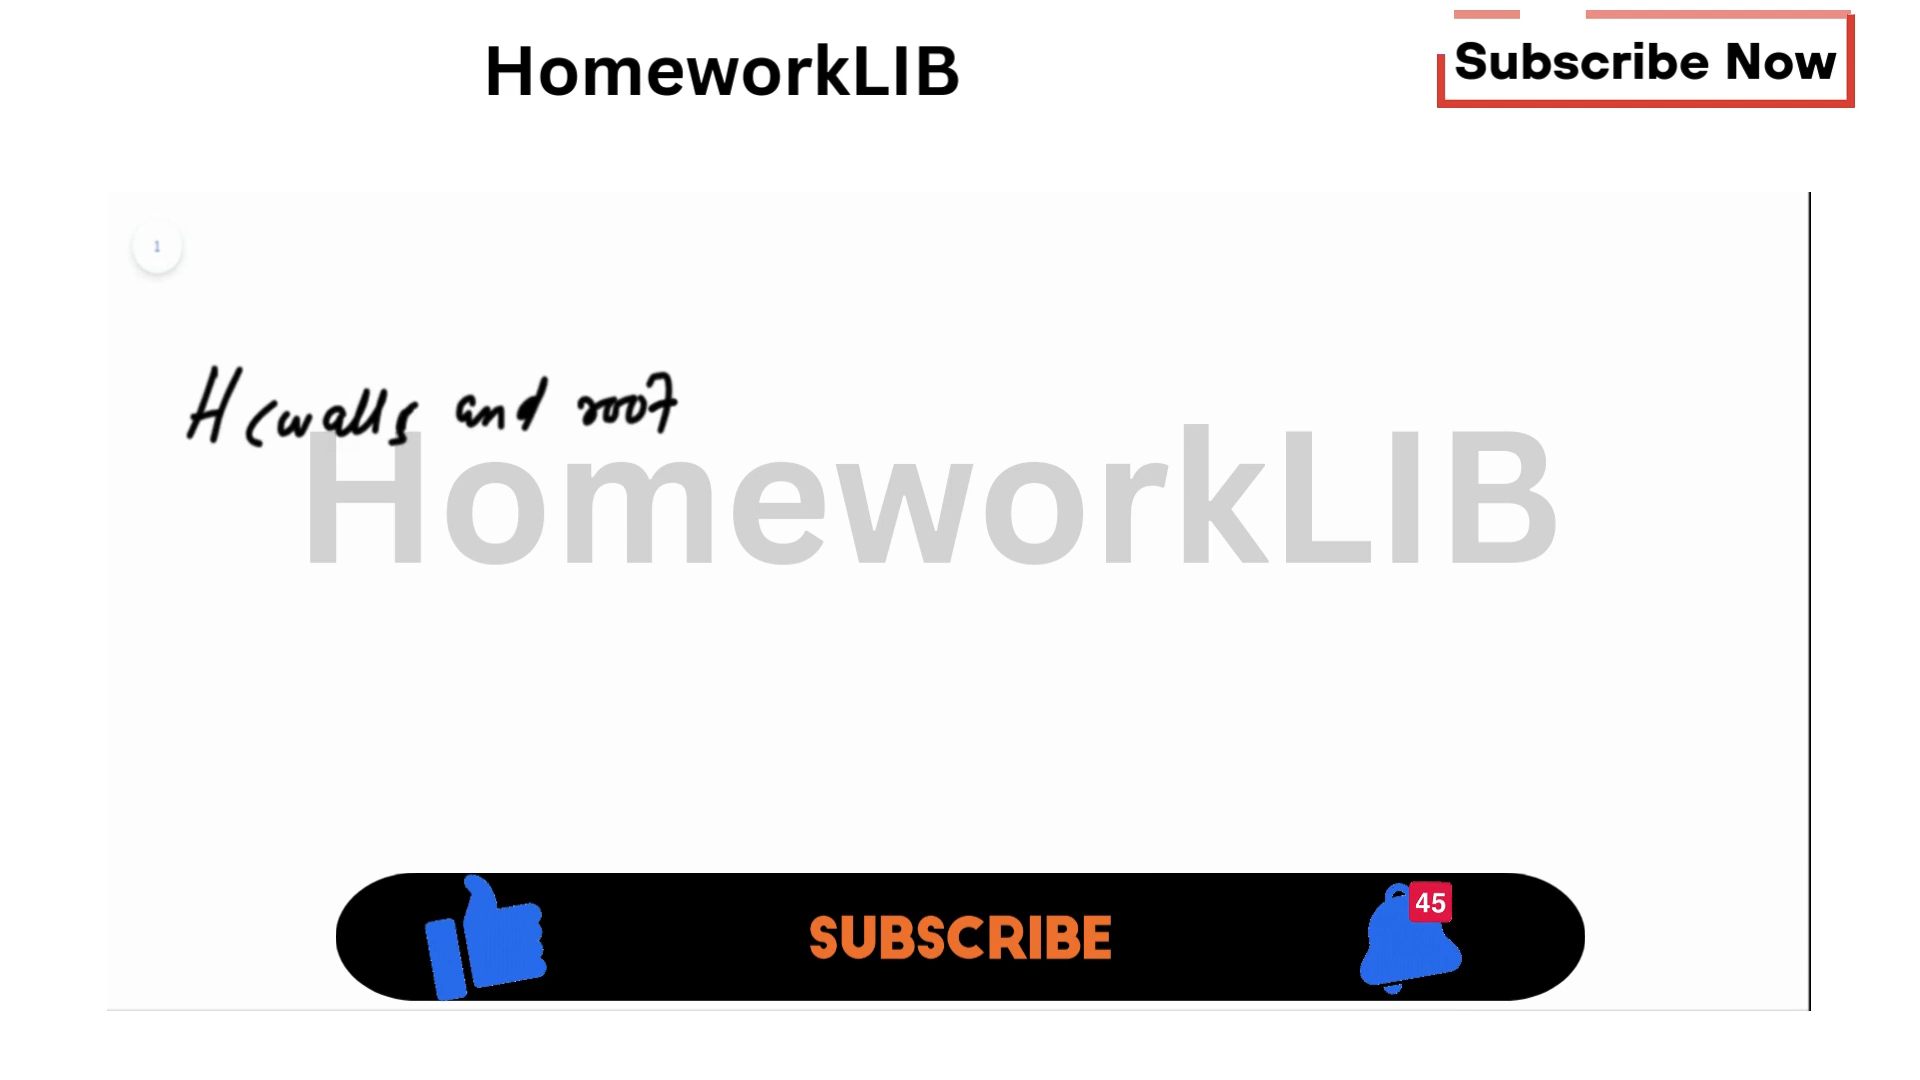 HomeworkLIB
Subscribe Now
1
H(walls and roof
HomeworkLIB
SUBSCRIBE
45